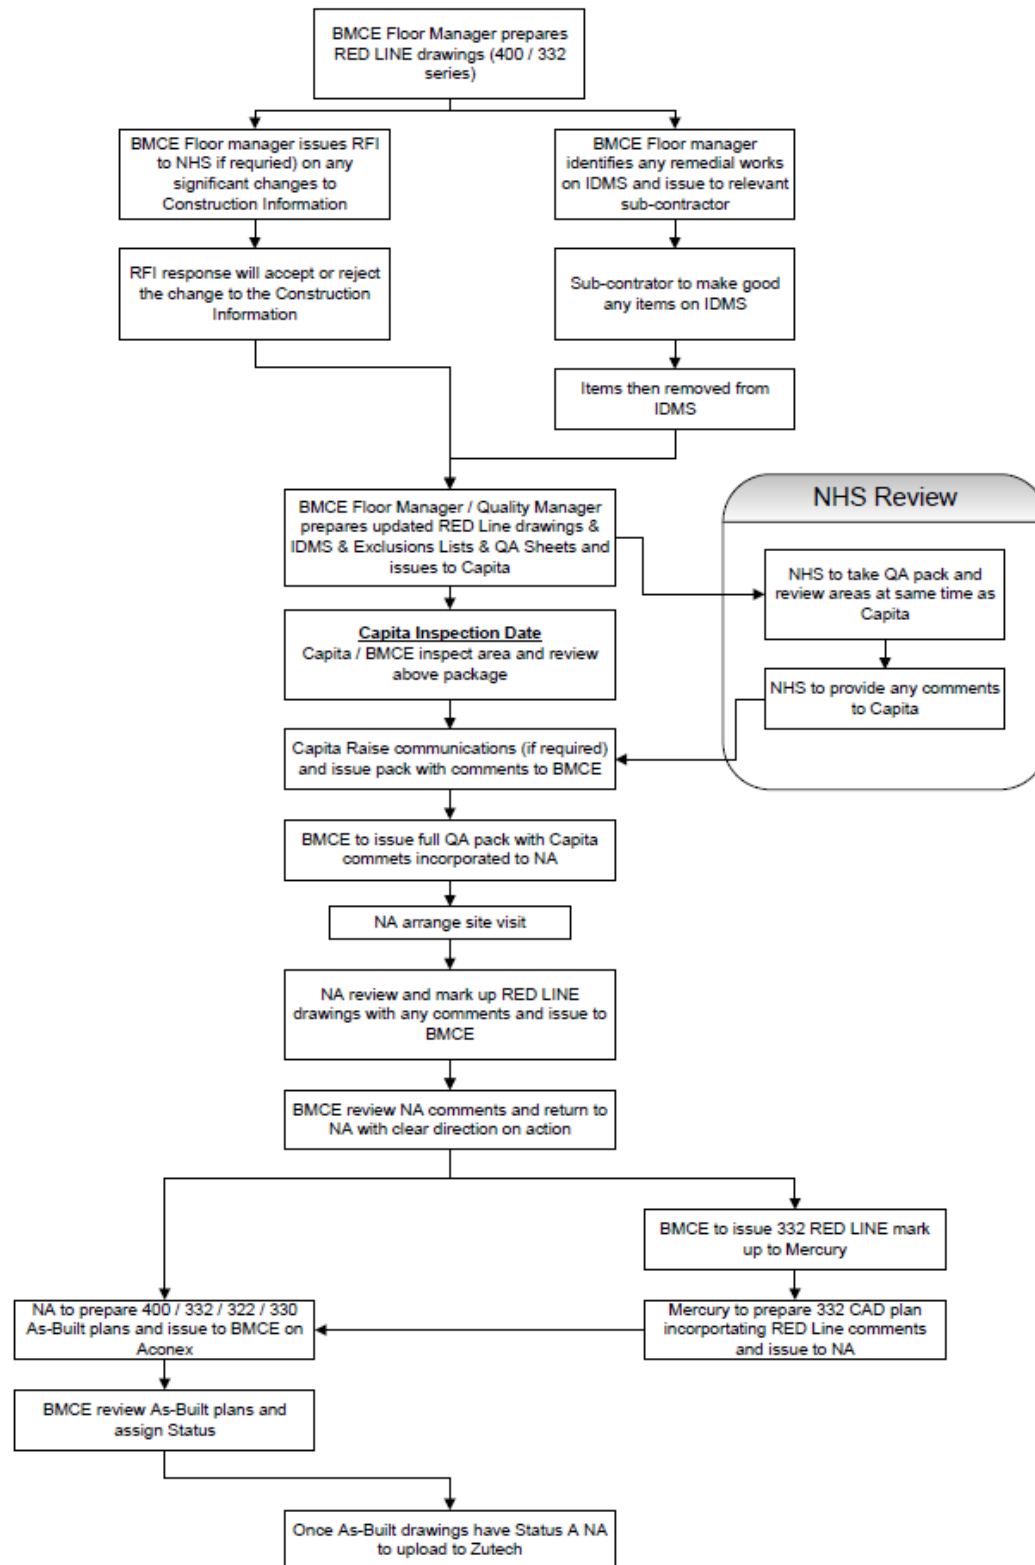 BMCE Floor Manager prepares
RED LINE drawings (400 / 332
series)
BMCE Floor manager issues RFI
to NHS if requried) on any
significant changes to
Construction Information
BMCE Floor manager
identifies any remedial works
on IDMS and issue to relevant
sub-contractor
RFI response will accept or reject
the change to the Construction
Information
Sub-contrator to make good
any items on IDMS
Items then removed from
IDMS
BMCE Floor Manager / Quality Manager
prepares updated RED Line drawings &
IDMS & Exclusions Lists & QA Sheets and
issues to Capita
NHS Review
NHS to take QA pack and
review areas at same time as
Capita
Capita Inspection Date
Capita / BMCE inspect area and review
above package
NHS to provide any comments
to Capita
Capita Raise communications (if required)
and issue pack with comments to BMCE
BMCE to issue full QA pack with Capita
commets incorporated to NA
NA arrange site visit
NA review and mark up RED LINE
drawings with any comments and issue to
BMCE
BMCE review NA comments and return to
NA with clear direction on action
BMCE to issue 332 RED LINE mark
up to Mercury
NA to prepare 400 / 332 / 322 / 330
As-Built plans and issue to BMCE on
Aconex
Mercury to prepare 332 CAD plan
incorportating RED Line comments
and issue to NA
BMCE review As-Built plans and
assign Status
Once As-Built drawings have Status A NA
to upload to Zutech